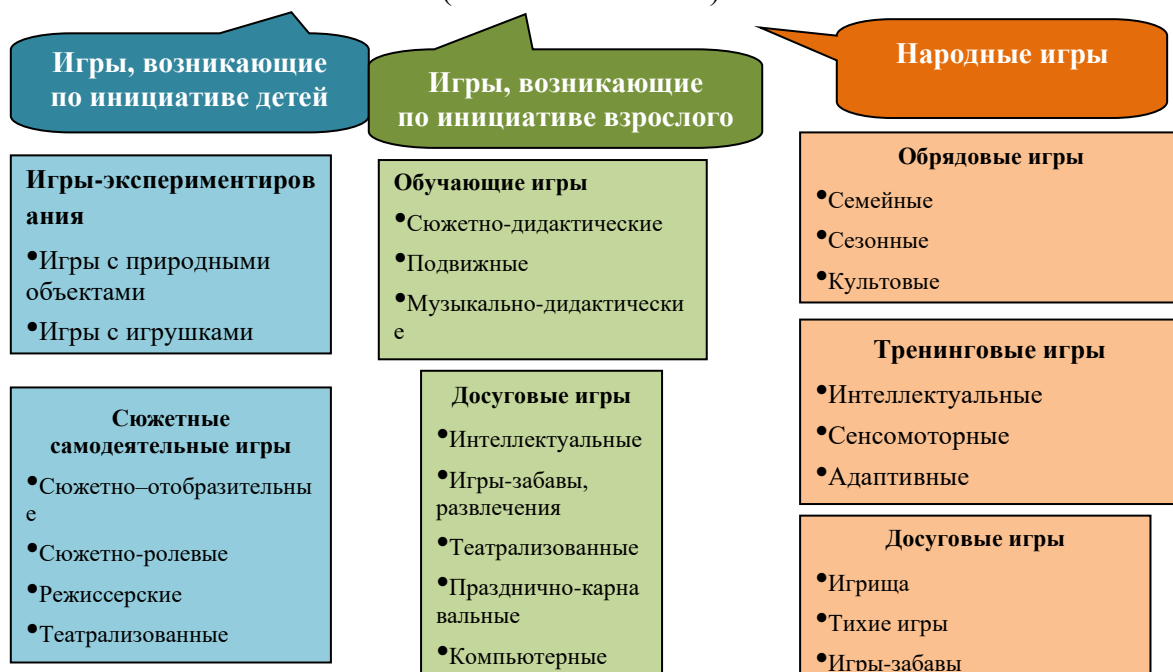 Игры, возникающие
по инициативе детей
Игры-экспериментиров
ания
•Игры с природными
объектами
•Игры с игрушками
Сюжетные
самодеятельные игры
•Сюжетно–отобразительны
е
•Сюжетно-ролевые
•Режиссерские
•Театрализованные
Игры, возникающие
по инициативе взрослого
Обучающие игры
•Сюжетно-дидактические
•Подвижные
•Музыкально-дидактически
е
Досуговые игры
•Интеллектуальные
•Игры-забавы,
развлечения
•Театрализованные
•Празднично-карна
вальные
•Компьютерные
Народные игры
Обрядовые игры
•Семейные
•Сезонные
•Культовые
Тренинговые игры
•Интеллектуальные
•Сенсомоторные
•Адаптивные
Досуговые игры
•Игрища
•Тихие игры
•Игры-забавы